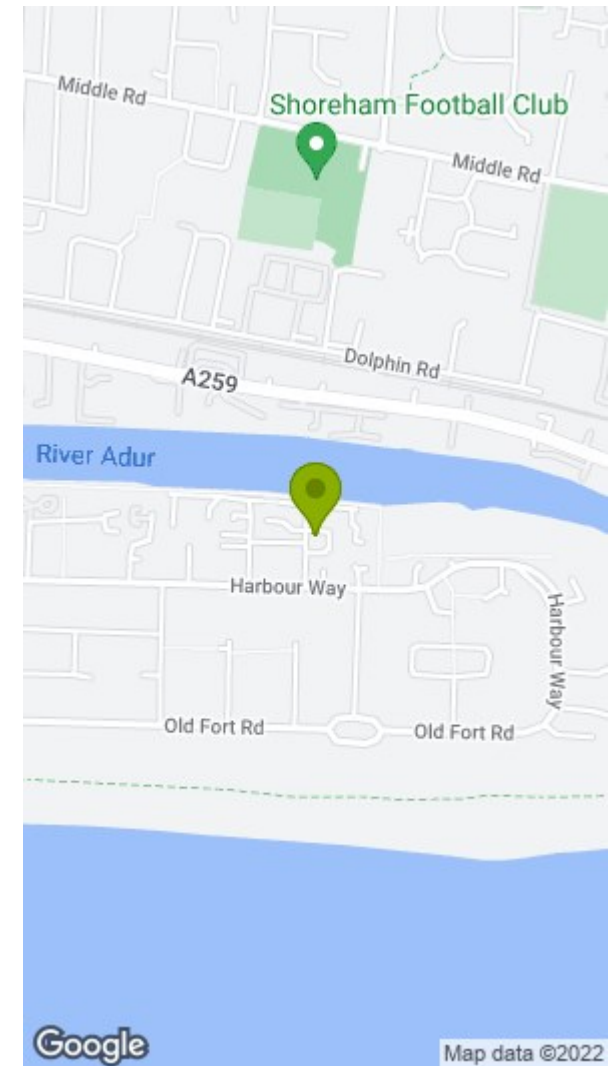 Middle Rd
Shoreham Football Club
Middle Rd
Dolphin Rd
A259
River Adur
Harbour Way
Harbour Way
Old Fort Rd
Old Fort Rd
Google
Map data ©2022